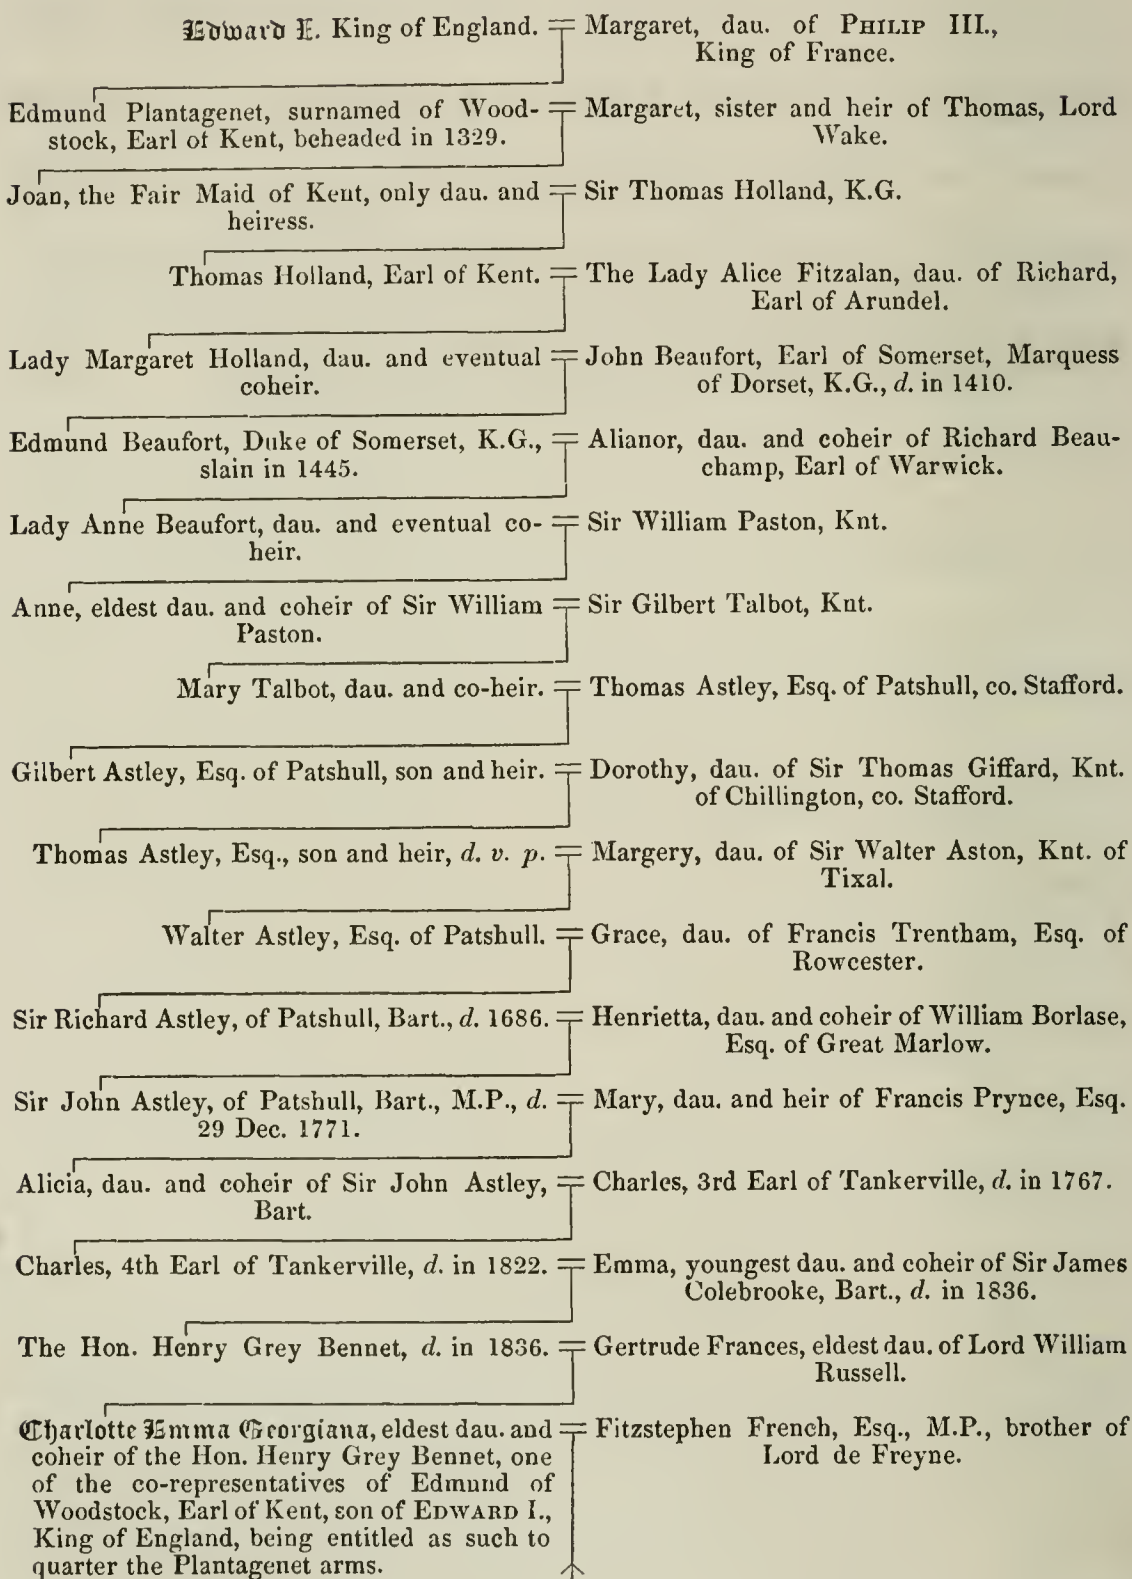 Edward I. King of England. = Margaret, dau. of PHILIP III.,
King of France.
Edmund Plantagenet, surnamed of Wood- = Margaret, sister and heir of Thomas, Lord
stock, Earl of Kent, beheaded in 1329. Wake.
Joan, the Fair Maid of Kent, only dau. and = Sir Thomas Holland, K.G.
heiress.
Thomas Holland, Earl of Kent. = The Lady Alice Fitzalan, dau. of Richard,
Earl of Arundel.
Lady Margaret Holland, dau. and eventual = John Beaufort, Earl of Somerset, Marquess
coheir. of Dorset, K.G., d. in 1410.
Edmund Beaufort, Duke of Somerset, K.G., = Alianor, dau. and coheir of Richard Beau-
slain in 1445. champ, Earl of Warwick.
Lady Anne Beaufort, dau. and eventual co- = Sir William Paston, Knt.
heir.
Anne, eldest dau. and coheir of Sir William = Sir Gilbert Talbot, Knt.
Paston.
Mary Talbot, dau. and co-heir. = Thomas Astley, Esq. of Patshull, co. Stafford.
Gilbert Astley, Esq. of Patshull, son and heir. = Dorothy, dau. of Sir Thomas Giffard, Knt.
of Chillington, co. Stafford.
Thomas Astley, Esq., son and heir, d. v. p. = Margery, dau. of Sir Walter Aston, Knt. of
Tixal.
Walter Astley, Esq. of Patshull. = Grace, dau. of Francis Trentham, Esq. of
Rowcester.
Sir Richard Astley, of Patshull, Bart., d. 1686. = Henrietta, dau. and coheir of William Borlase,
Esq. of Great Marlow.
Sir John Astley, of Patshull, Bart., M.P., d. = Mary, dau. and heir of Francis Prynce, Esq.
29 Dec. 1771.
Alicia, dau. and coheir of Sir John Astley, = Charles, 3rd Earl of Tankerville, d. in 1767.
Bart.
Charles, 4th Earl of Tankerville, d. in 1822. = Emma, youngest dau. and coheir of Sir James
Colebrooke, Bart., d. in 1836.
The Hon. Henry Grey Bennet, d. in 1836. = Gertrude Frances, eldest dau. of Lord William
Russell.
Charlotte Emma Georgiana, eldest dau. and = Fitzstephen French, Esq., M.P., brother of
coheir of the Hon. Henry Grey Bennet, one Lord de Freyne.
of the co-representatives of Edmund of
Woodstock, Earl of Kent, son of EDWARD I.,
King of England, being entitled as such to
quarter the Plantagenet arms.